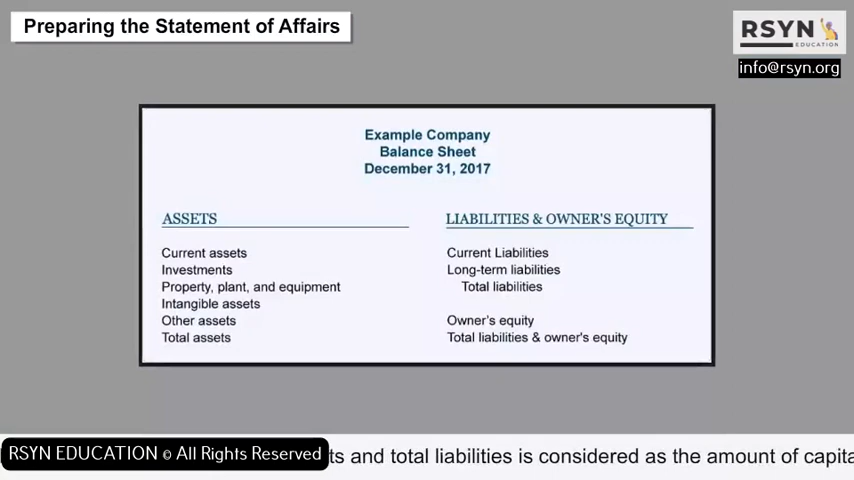 Preparing the Statement of Affairs
RSYN
EDUCATION
info@rsyn.org
Example Company
Balance Sheet
December 31, 2017
ASSETS
Current assets
Investments
Property, plant, and equipment
Intangible assets
Other assets
Total assets
LIABILITIES & OWNER'S EQUITY
Current Liabilities
Long-term liabilities
Total liabilities
Owner's equity
Total liabilities & owner's equity
RSYN EDUCATION © All Rights Reserved
and total liabilities is considered as the amount of